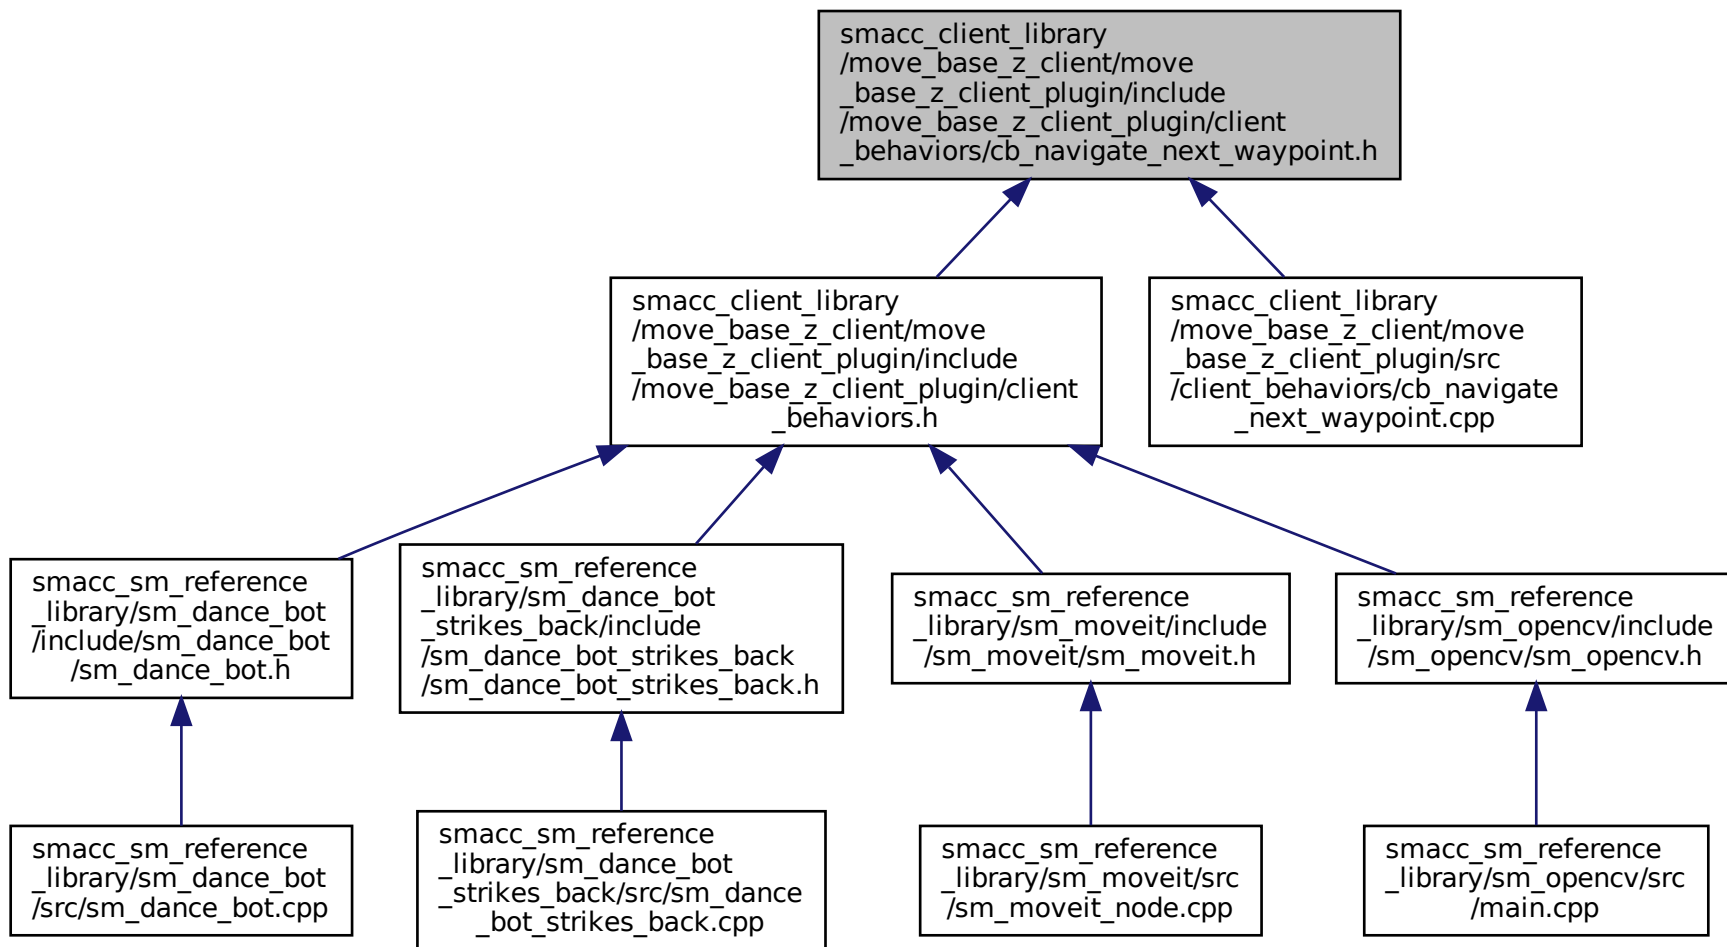 smacc_client_library
/move_base_z_client/move
_base_z_client_plugin/include
/move_base_z_client_plugin/client
_behaviors/cb_navigate_next_waypoint.h
smacc_client_library
/move_base_z_client/move
_base_z_client_plugin/include
/move_base_z_client_plugin/client
_behaviors.h
smacc_client_library
/move_base_z_client/move
_base_z_client_plugin/src
/client_behaviors/cb_navigate
_next_waypoint.cpp
smacc_sm_reference
_library/sm_dance_bot
/include/sm_dance_bot
/sm_dance_bot.h
smacc_sm_reference
_library/sm_dance_bot
_strikes_back/include
/sm_dance_bot_strikes_back
/sm_dance_bot_strikes_back.h
smacc_sm_reference
_library/sm_moveit/include
/sm_moveit/sm_moveit.h
smacc_sm_reference
_library/sm_opencv/include
/sm_opencv/sm_opencv.h
smacc_sm_reference
_library/sm_dance_bot
/src/sm_dance_bot.cpp
smacc_sm_reference
_library/sm_dance_bot
_strikes_back/src/sm_dance
_bot_strikes_back.cpp
smacc_sm_reference
_library/sm_moveit/src
/sm_moveit_node.cpp
smacc_sm_reference
_library/sm_opencv/src
/main.cpp